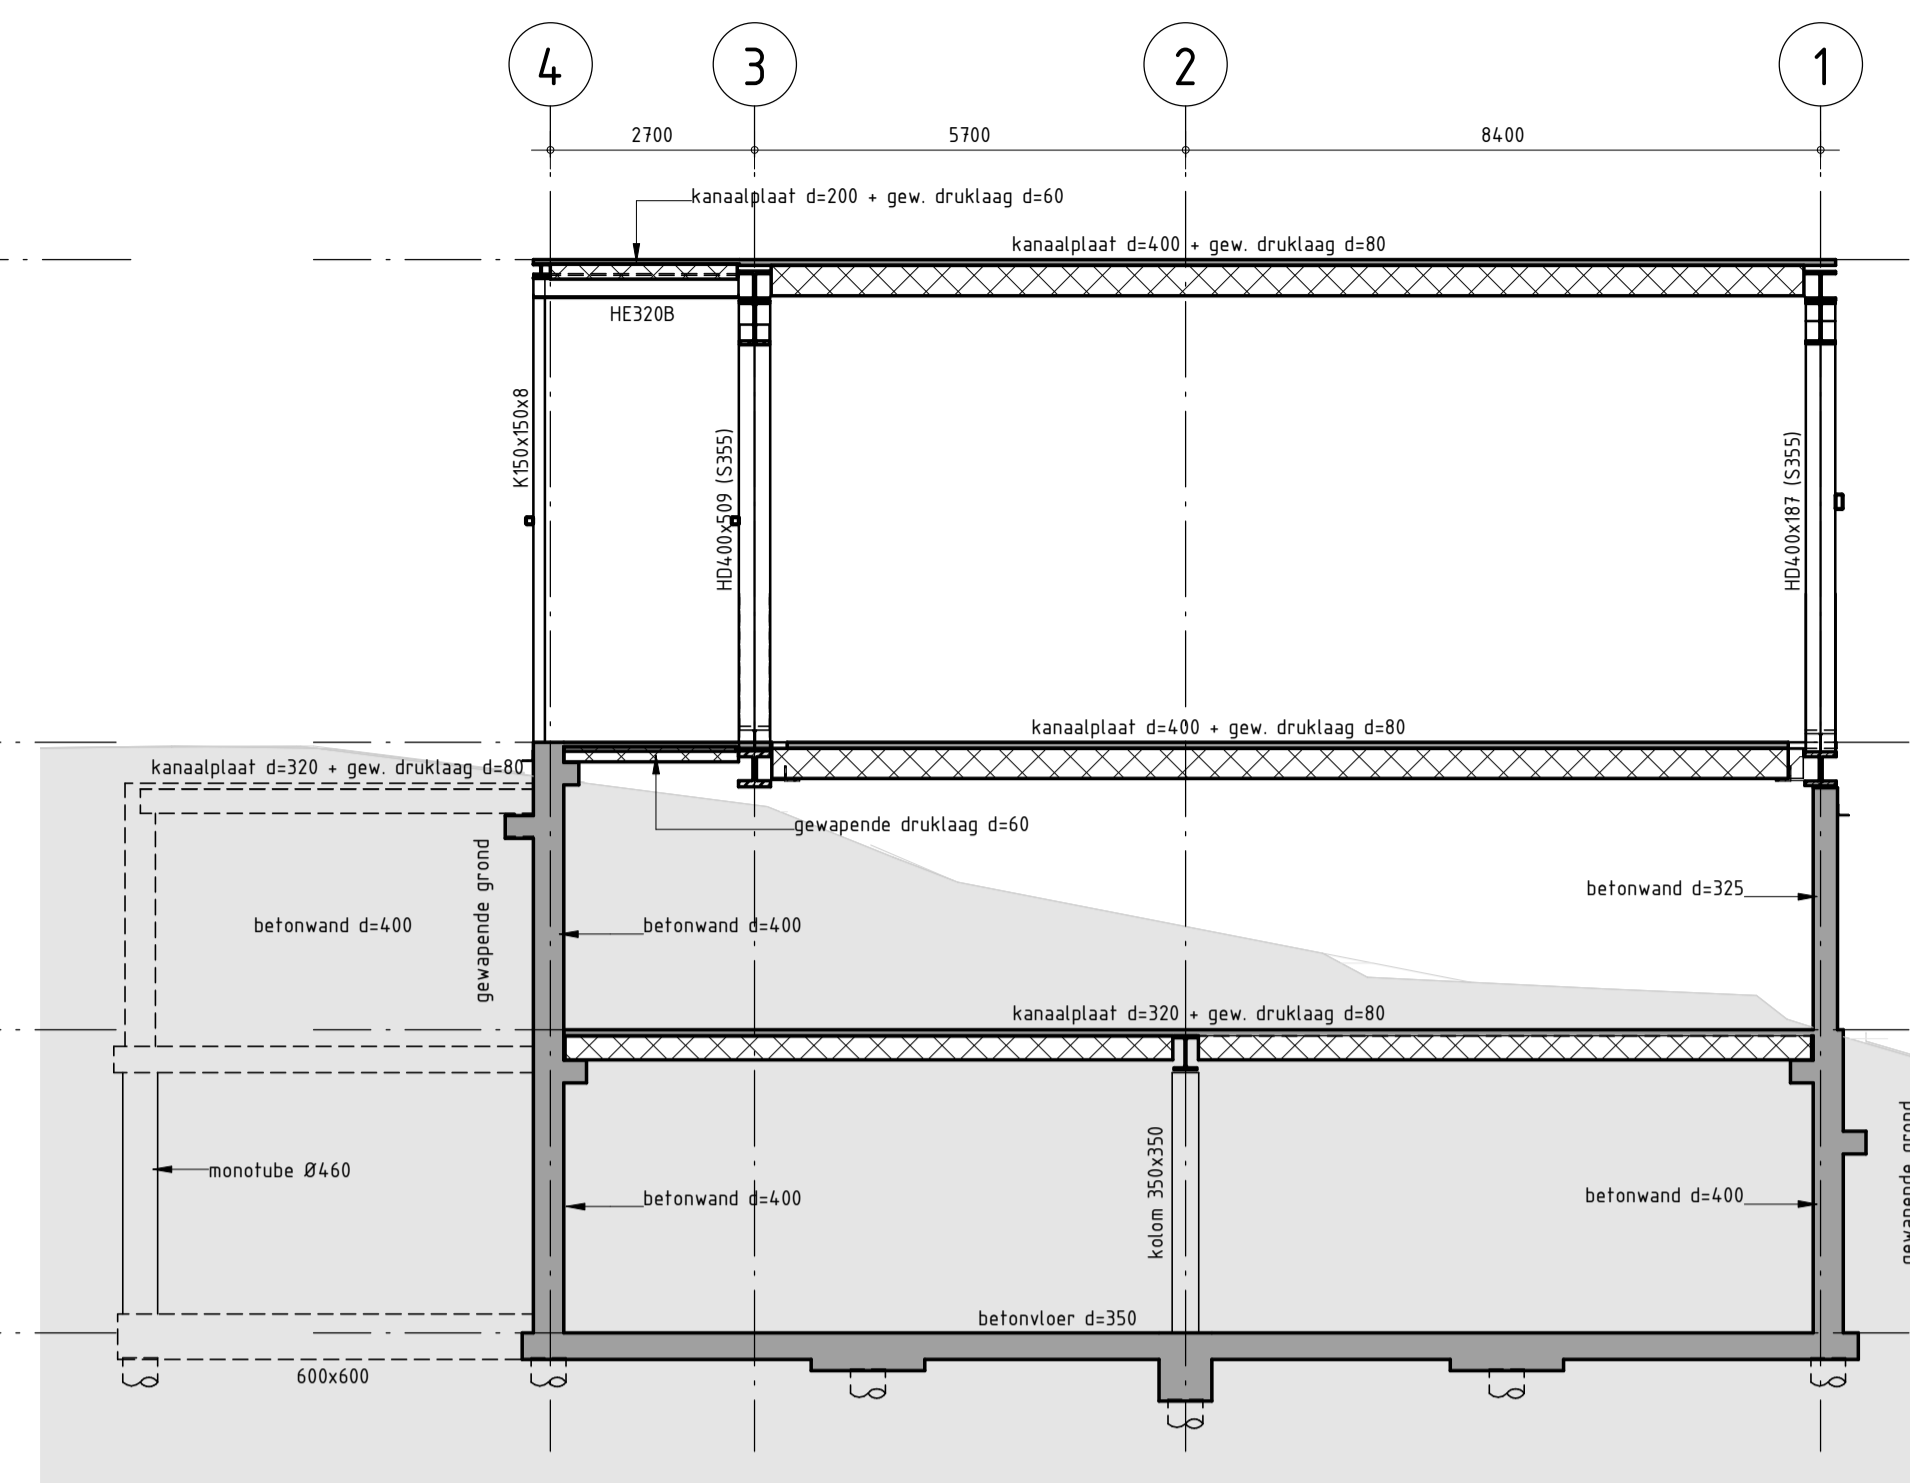 4
3
2
1
2700
5700
8400
kanaalplaat d=200 + gew. druklaag d=60
kanaalplaat d=400 + gew. druklaag d=80
HE320B
K150x150x8
HD400x509 (S355)
HD400x187 (S355)
kanaalplaat d=400 + gew. druklaag d=80
kanaalplaat d=320 + gew. druklaag d=80
gewapende druklaag d=60
gewapende grond
betonwand d=325
betonwand d=400
betonwand d=400
kanaalplaat d=320 + gew. druklaag d=80
monotube Ø460
betonwand d=400
kolom 350x350
betonwand d=400
gewapende grond
betonvloer d=350
600x600